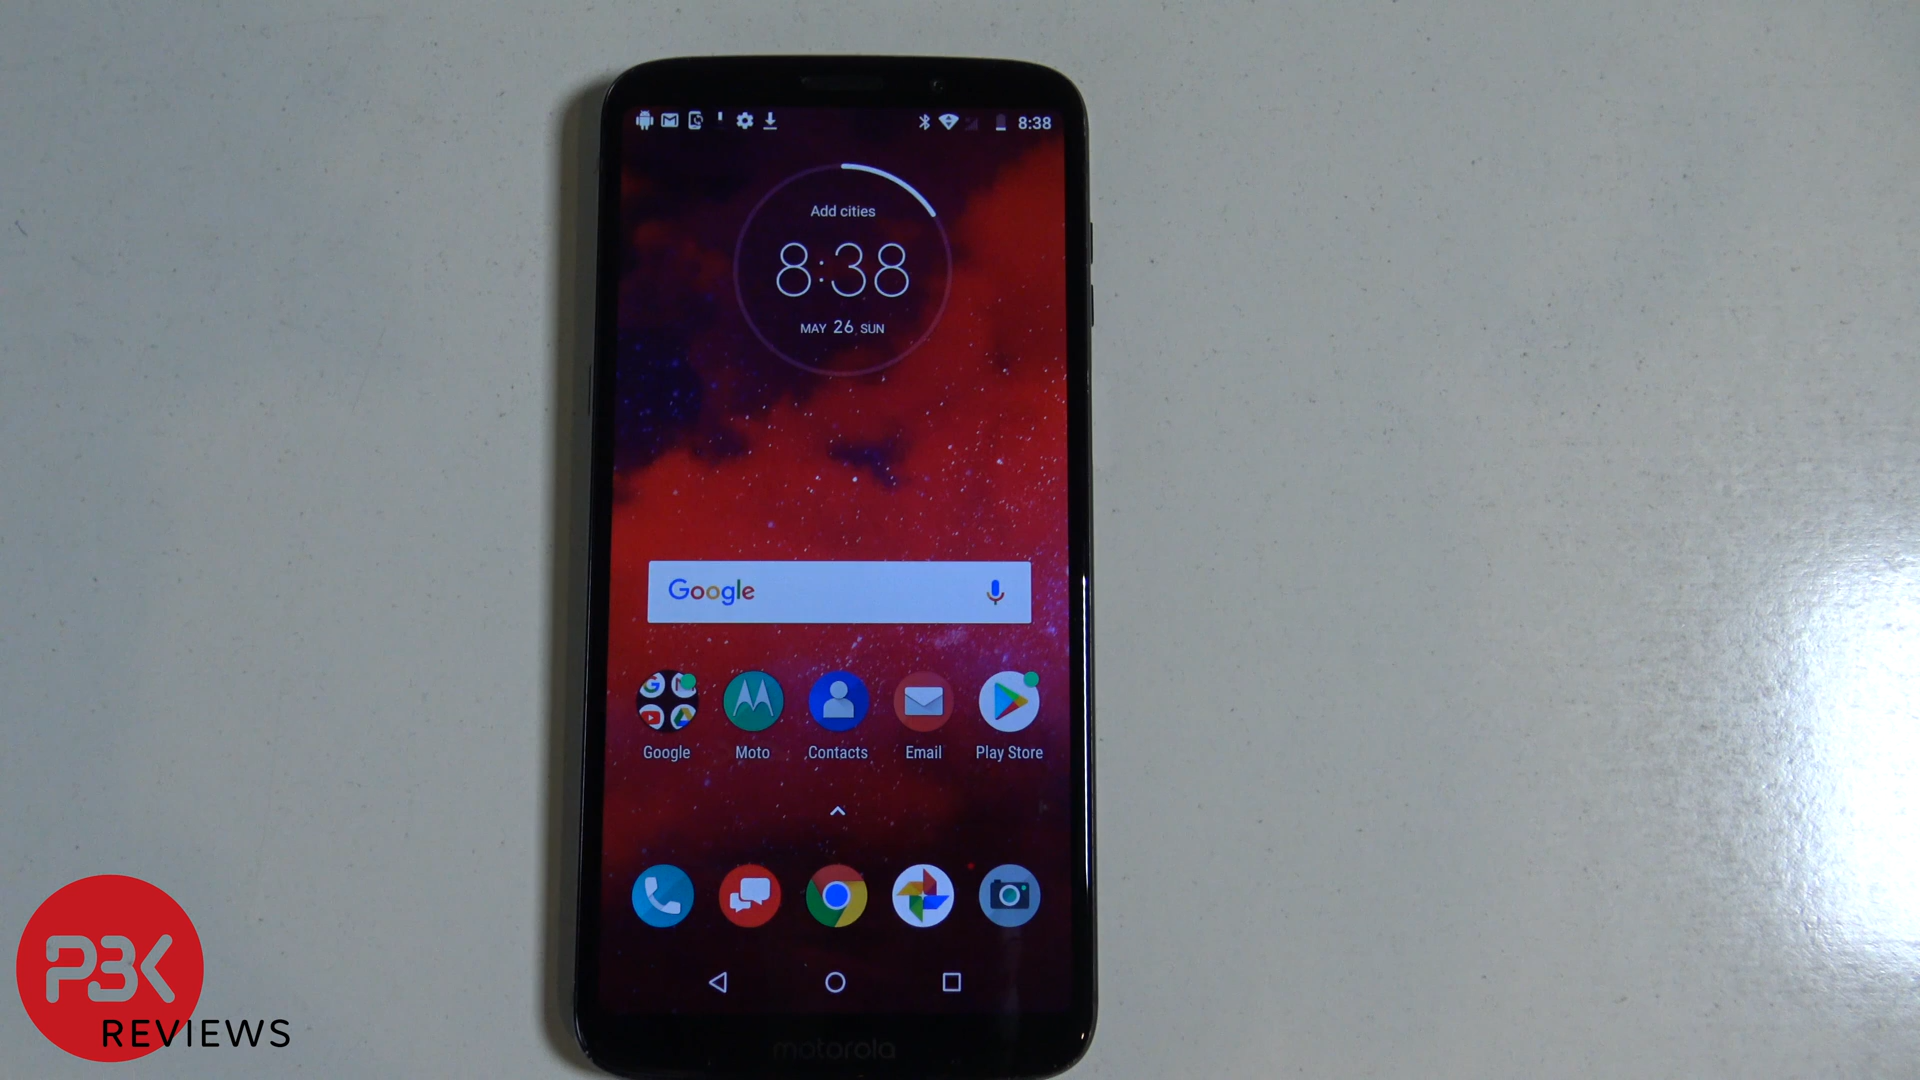 8:38
Add cities
8:38
MAY 26 SUN
Google
Google
Moto
Contacts
Email
Play Store
motorola
P3K
REVIEWS